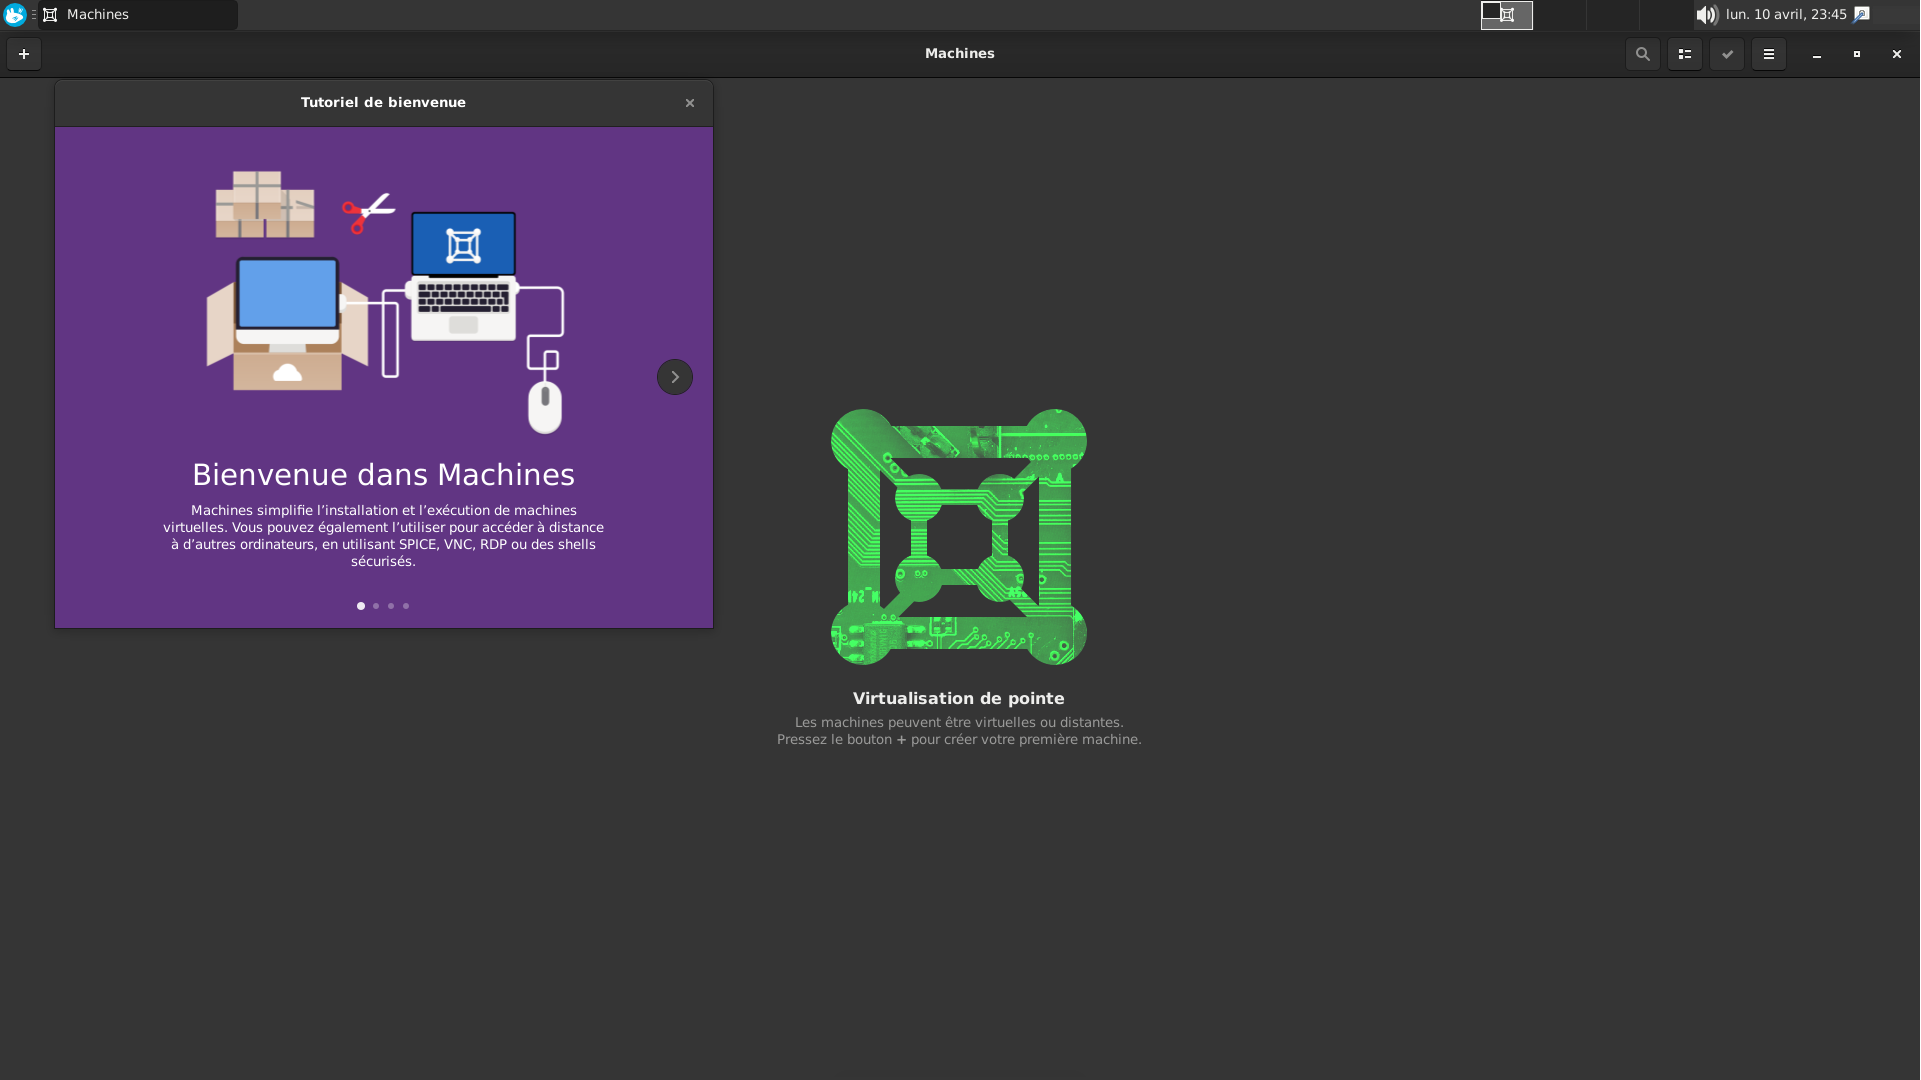 Machines
lun. 10 avril, 23:45
Machines
Tutoriel de bienvenue
Bienvenue dans Machines
Machines simplifie l’installation et l’exécution de machines
virtuelles. Vous pouvez également l’utiliser pour accéder à distance
à d’autres ordinateurs, en utilisant SPICE, VNC, RDP ou des shells
sécurisés.
Virtualisation de pointe
Les machines peuvent être virtuelles ou distantes.
Pressez le bouton + pour créer votre première machine.